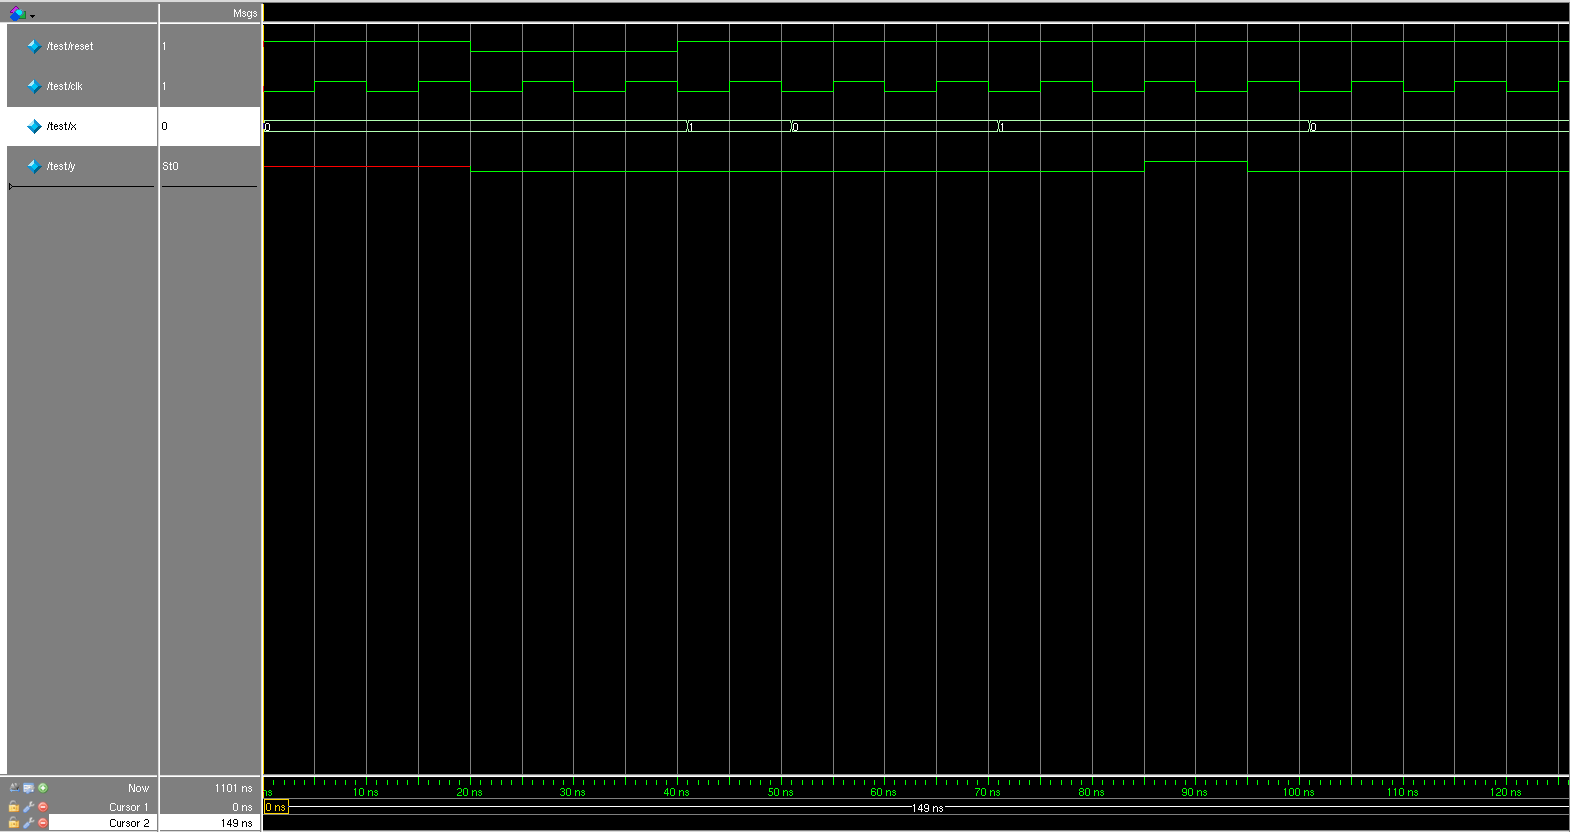 Msgs
/test/reset 1
/test/clk 1
/test/x 0 0 1 0 1 0
/test/y St0
Now 1101 ns ns 10 ns 20 ns 30 ns 40 ns 50 ns 60 ns 70 ns 80 ns 90 ns 100 ns 110 ns 120 ns
Cursor 1 0 ns 0 ns 149 ns
Cursor 2 149 ns